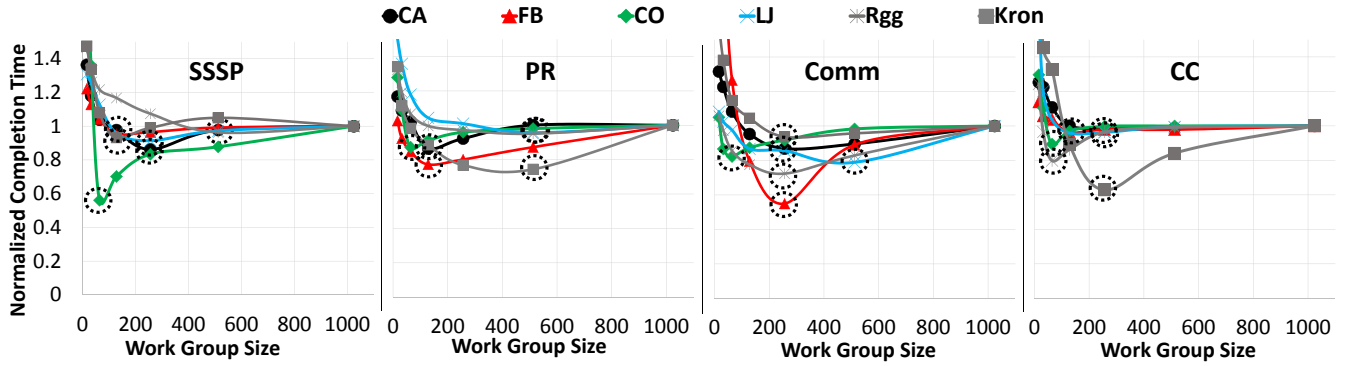 CA FB CO LJ Rgg Kron
SSSP PR Comm CC
Normalized Completion Time
1.4
1.2
1
0.8
0.6
0.4
0.2
0
0 200 400 600 800 1000 0 200 400 600 800 1000 0 200 400 600 800 1000 0 200 400 600 800 1000
Work Group Size Work Group Size Work Group Size Work Group Size